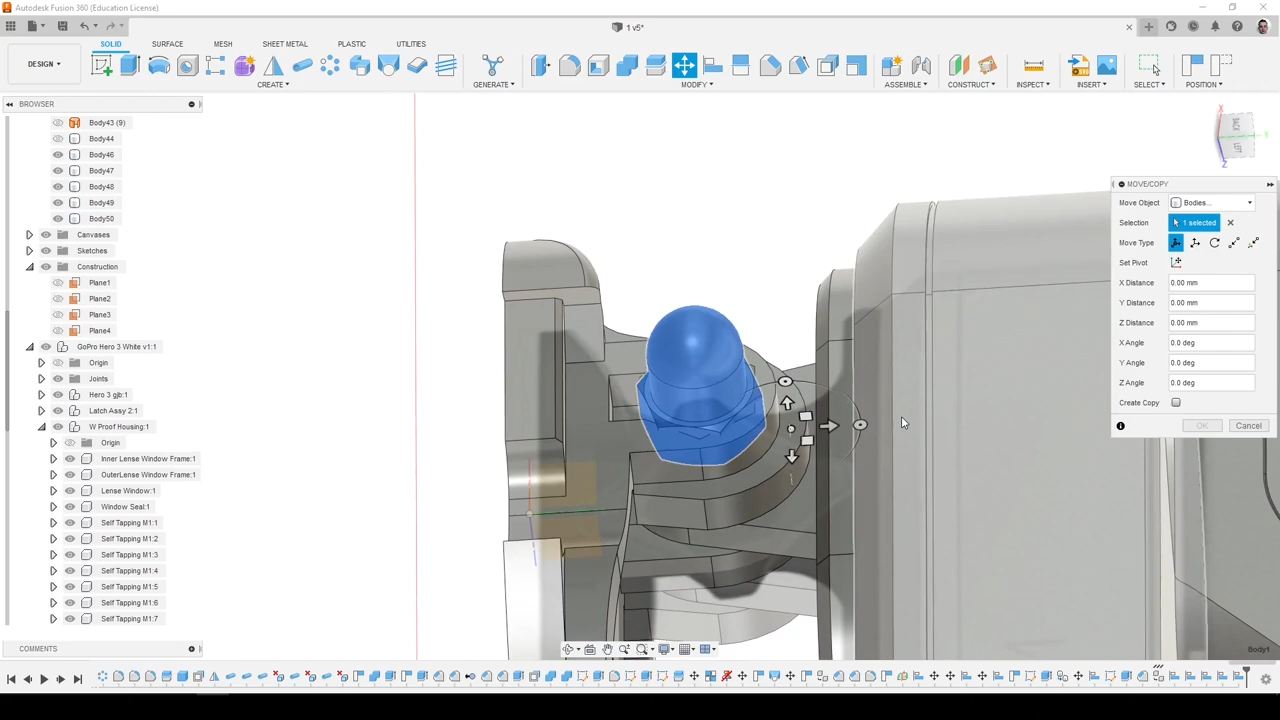 Autodesk Fusion 360 (Education License)
1 v5*
SOLID SURFACE MESH SHEET METAL PLASTIC UTILITIES
DESIGN
CREATE GENERATE MODIFY ASSEMBLE CONSTRUCT INSPECT INSERT SELECT POSITION
BROWSER
Body43 (9)
Body44
Body46
Body47
Body48
Body49
Body50
Canvases
Sketches
Construction
Plane1
Plane2
Plane3
Plane4
GoPro Hero 3 White v1:1
Origin
Joints
Hero 3 gjb:1
Latch Assy 2:1
W Proof Housing:1
Origin
Inner Lense Window Frame:1
OuterLense Window Frame:1
Lense Window:1
Window Seal:1
Self Tapping M1:1
Self Tapping M1:2
Self Tapping M1:3
Self Tapping M1:4
Self Tapping M1:5
Self Tapping M1:6
Self Tapping M1:7
COMMENTS
X
BACK
LEFT
Y
Z
MOVE/COPY
Move Object Bodies...
Selection 1 selected
Move Type
Set Pivot
X Distance 0.00 mm
Y Distance 0.00 mm
Z Distance 0.00 mm
X Angle 0.0 deg
Y Angle 0.0 deg
Z Angle 0.0 deg
Create Copy
OK Cancel
Body1